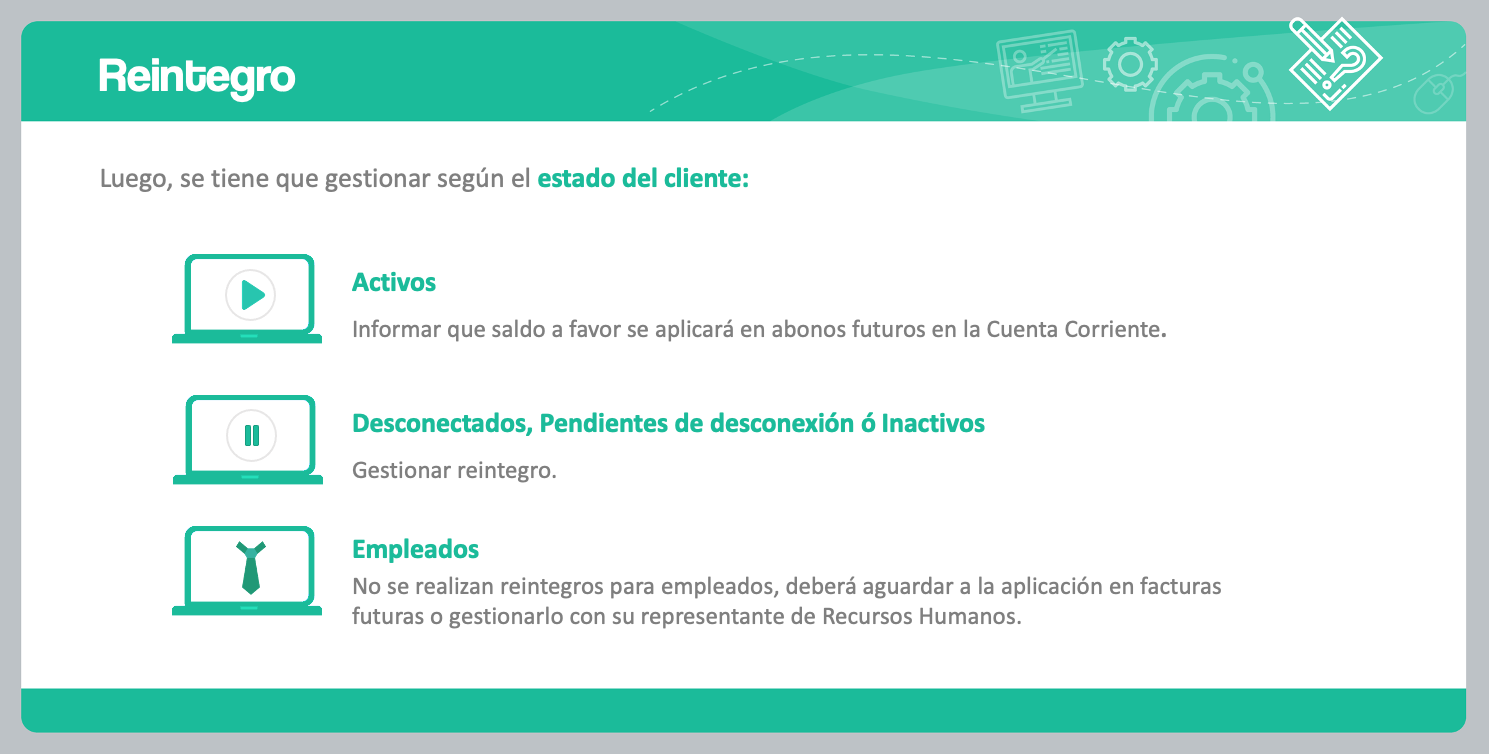 Reintegro
Luego, se tiene que gestionar según el estado del cliente:
Activos
Informar que saldo a favor se aplicará en abonos futuros en la Cuenta Corriente.
Desconectados, Pendientes de desconexión ó Inactivos
Gestionar reintegro.
Empleados
No se realizan reintegros para empleados, deberá aguardar a la aplicación en facturas
futuras o gestionarlo con su representante de Recursos Humanos.